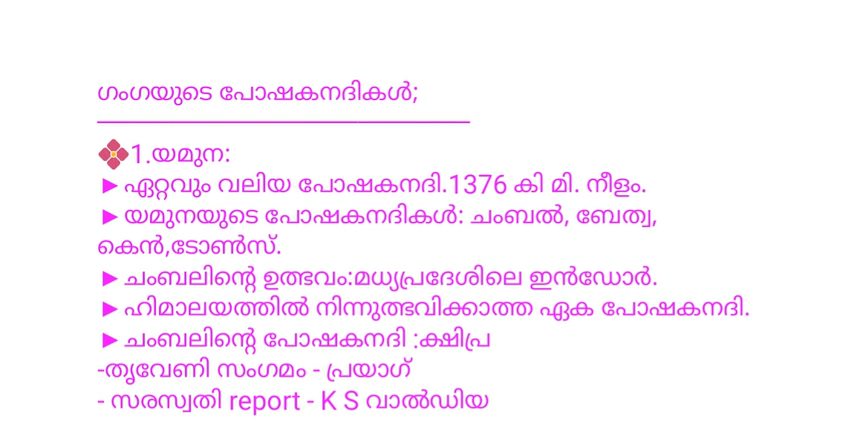 ഗംഗയുടെ പോഷകനദികൾ;
1.യമുന:
►ഏറ്റവും വലിയ പോഷകനദി.1376 കി മി. നീളം.
►യമുനയുടെ പോഷകനദികൾ: ചംബൽ, ബേത്വ,
കെൻ,ടോൺസ്.
►ചംബലിന്റെ ഉത്ഭവം:മധ്യപ്രദേശിലെ ഇൻഡോർ.
►ഹിമാലയത്തിൽ നിന്നുത്ഭവിക്കാത്ത ഏക പോഷകനദി.
►ചംബലിന്റെ പോഷകനദി :ക്ഷിപ്ര
-തൃവേണി സംഗമം - പ്രയാഗ്
- സരസ്വതി report - K S വാൽഡിയ